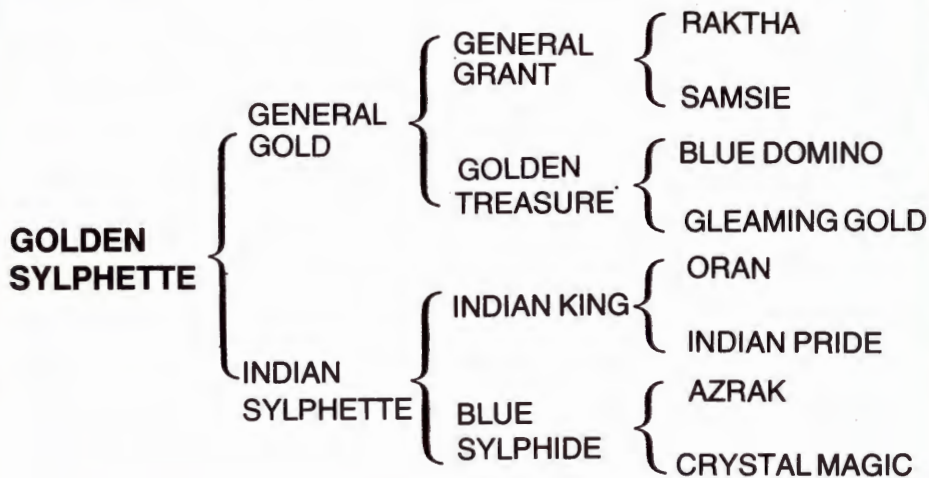 GOLDEN
SYLPHETTE
GENERAL
GOLD
GENERAL
GRANT
RAKTHA
SAMSIE
GOLDEN
TREASURE
BLUE DOMINO
GLEAMING GOLD
INDIAN
SYLPHETTE
INDIAN KING
ORAN
INDIAN PRIDE
BLUE
SYLPHIDE
AZRAK
CRYSTAL MAGIC